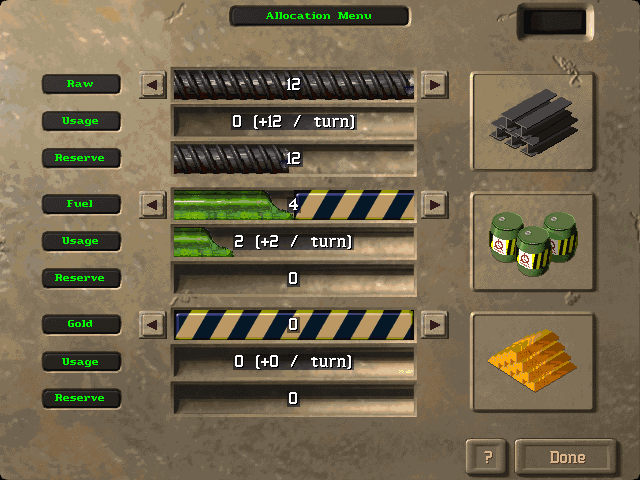 Allocation Menu
Raw 12
Usage 0 (+12 / turn)
Reserve 12
Fuel 4
Usage 2 (+2 / turn)
Reserve 0
Gold 0
Usage 0 (+0 / turn)
Reserve 0
? Done